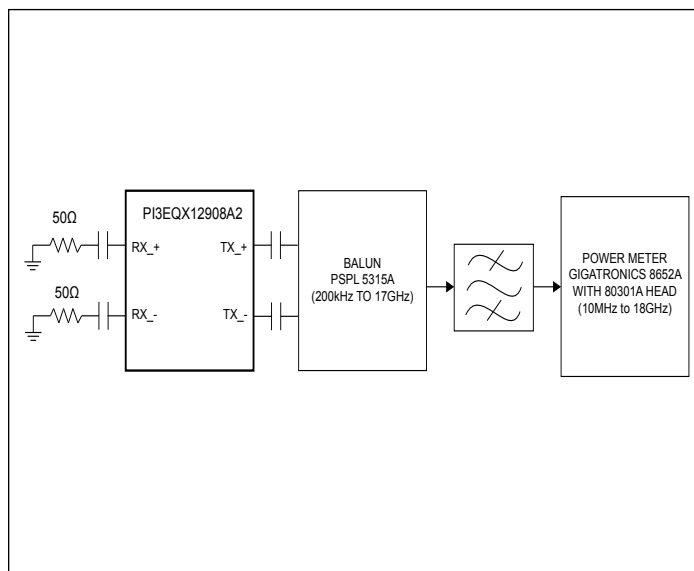 50Ω
50Ω
PI3EQX12908A2
RX_+
TX_+
RX_-
TX_-
BALUN
PSPL 5315A
(200kHz TO 17GHz)
POWER METER
GIGATRONICS 8652A
WITH 80301A HEAD
(10MHz to 18GHz)